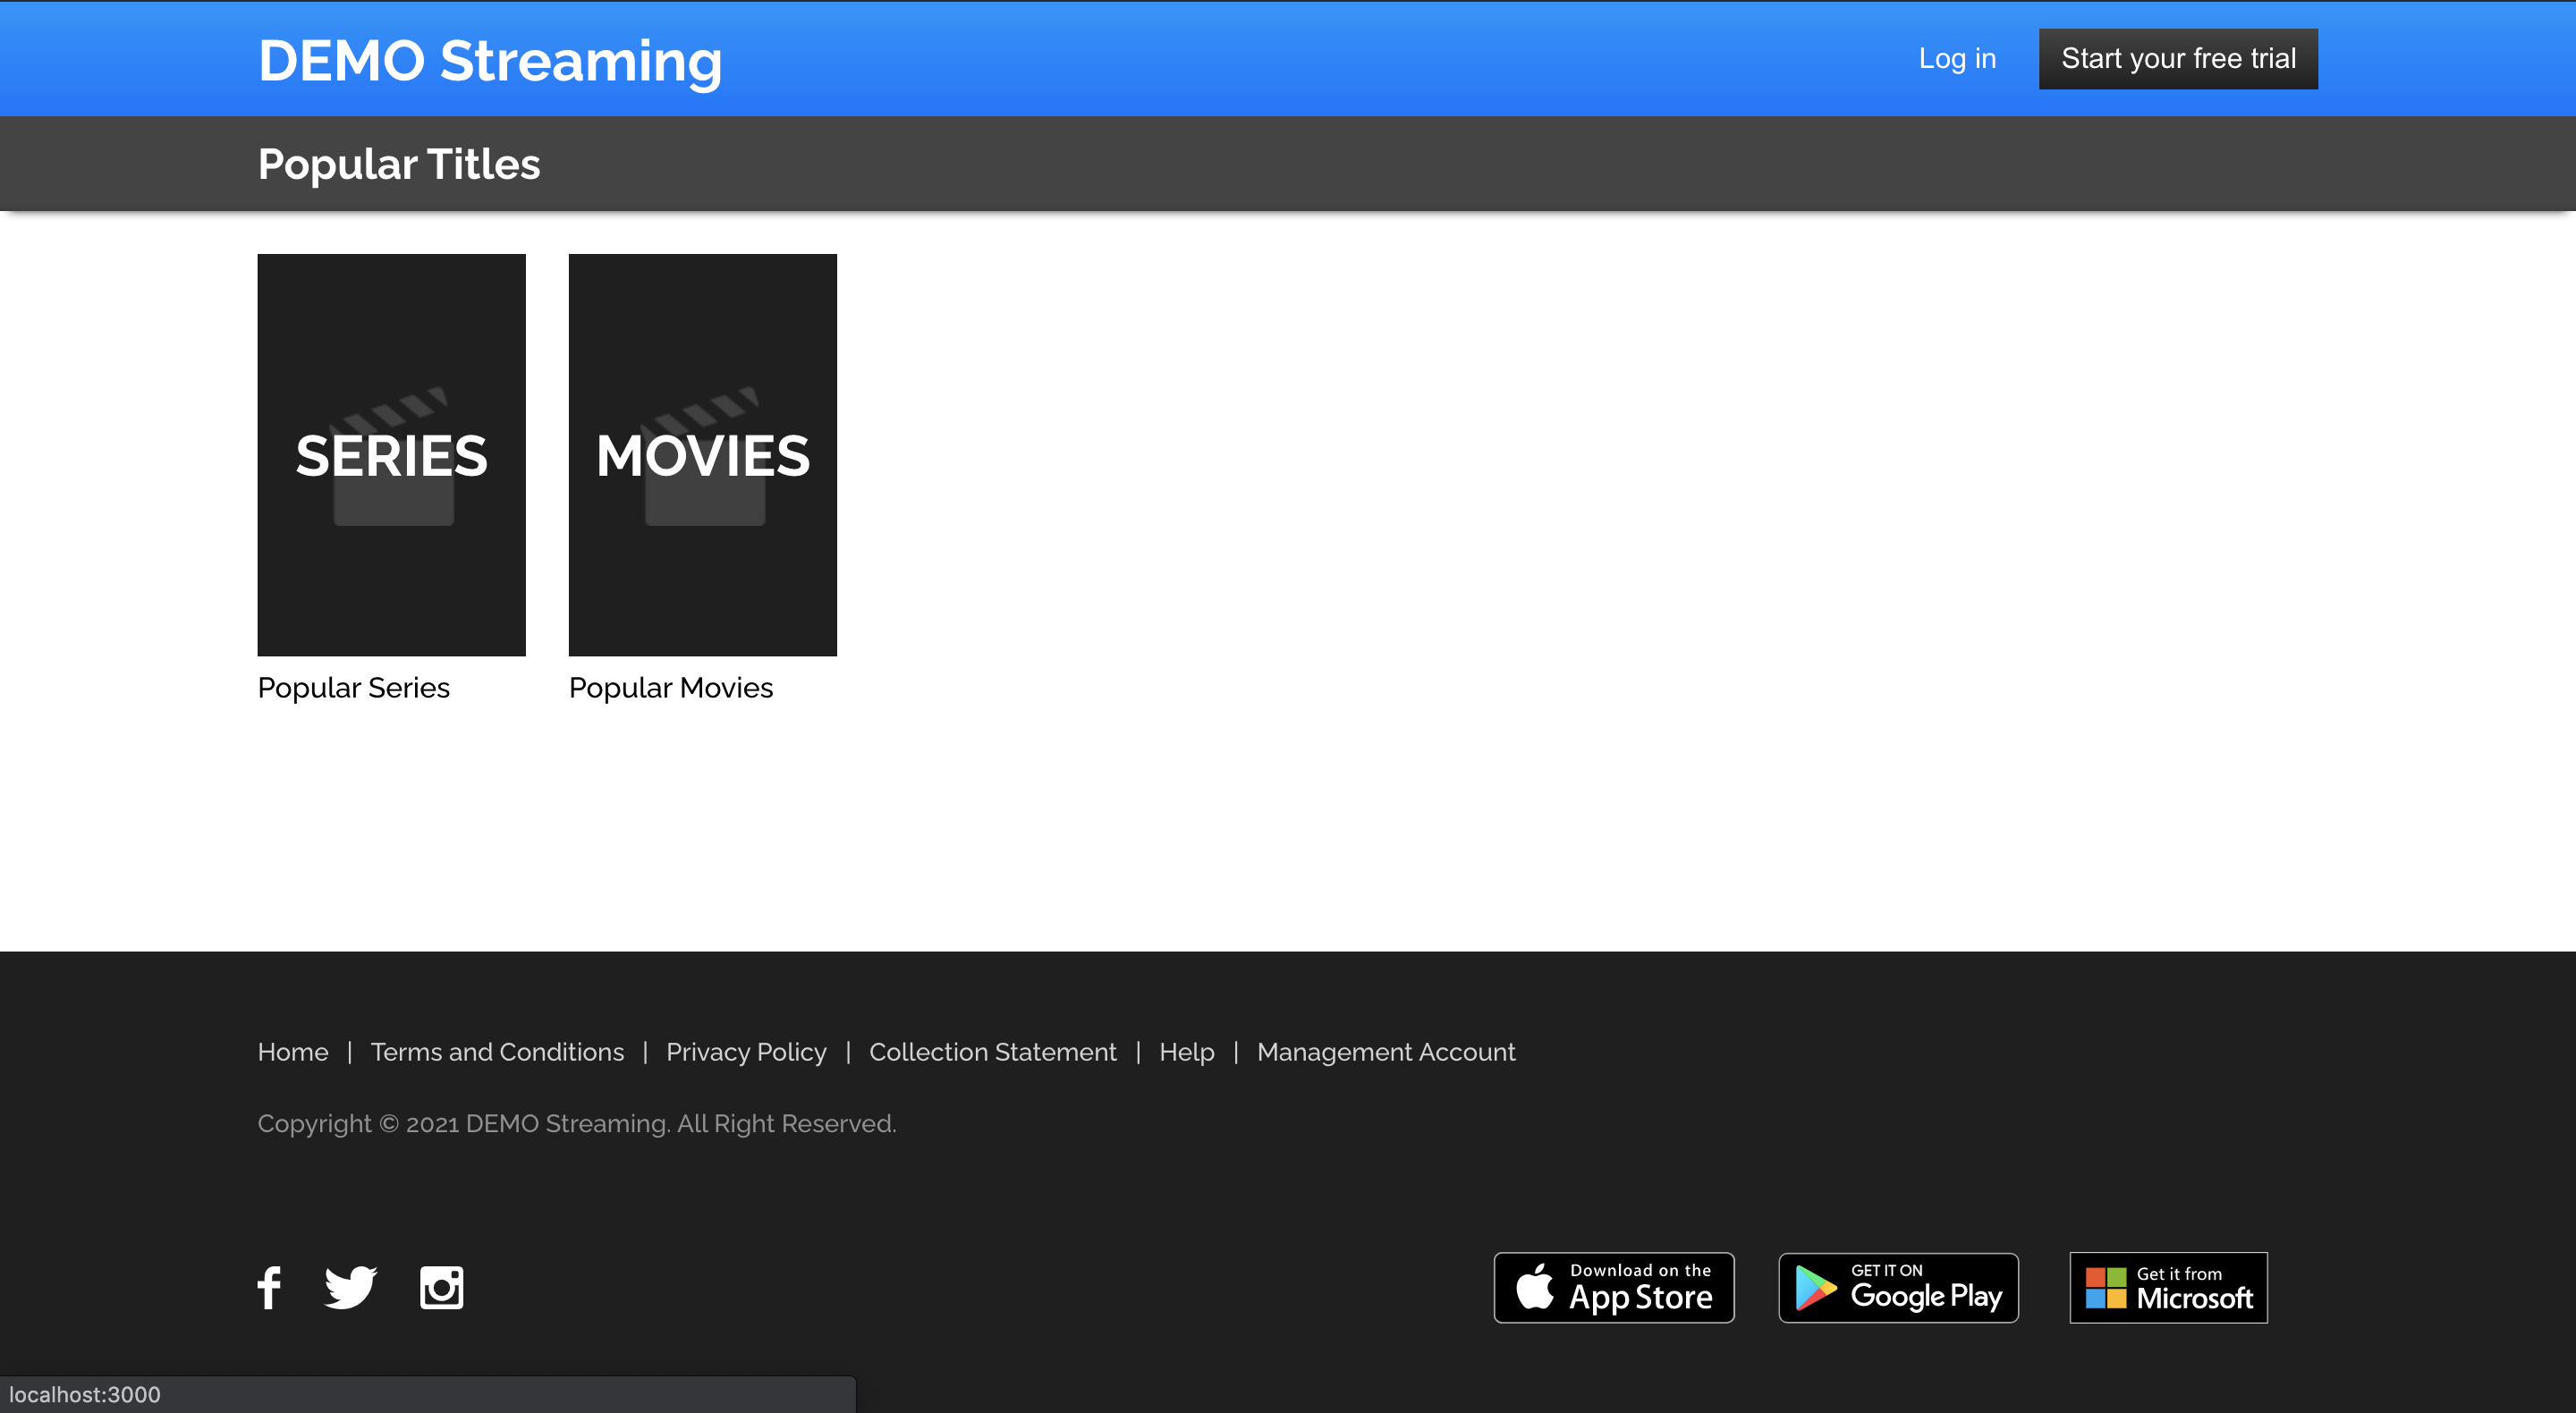 DEMO Streaming
Log in
Start your free trial
Popular Titles
SERIES
MOVIES
Popular Series
Popular Movies
Home | Terms and Conditions | Privacy Policy | Collection Statement | Help | Management Account
Copyright © 2021 DEMO Streaming. All Right Reserved.
Download on the
App Store
GET IT ON
Google Play
Get it from
Microsoft
localhost:3000